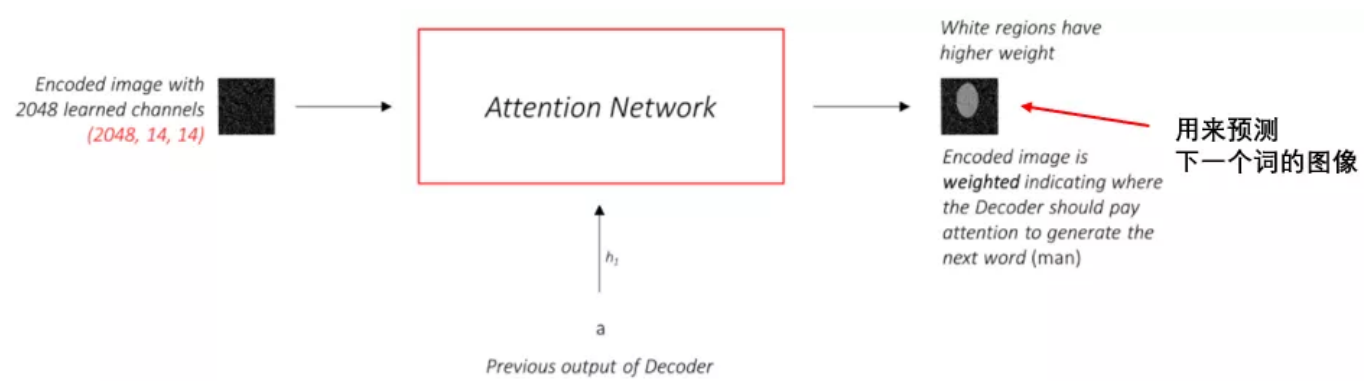 Encoded image with
2048 learned channels
(2048, 14, 14)
Attention Network
h₁
a
Previous output of Decoder
White regions have
higher weight
Encoded image is
weighted indicating where
the Decoder should pay
attention to generate the
next word (man)
用来预测
下一个词的图像